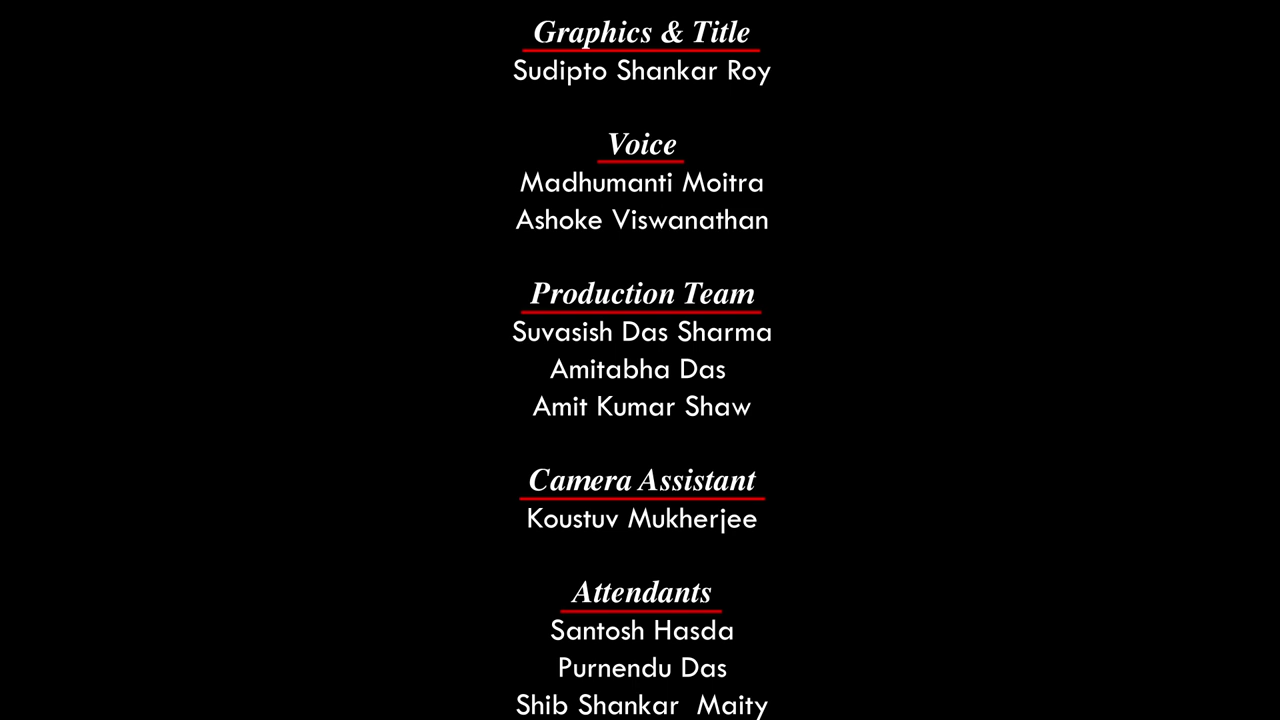 Graphics & Title
Sudipto Shankar Roy
Voice
Madhumanti Moitra
Ashoke Viswanathan
Production Team
Suvasish Das Sharma
Amitabha Das
Amit Kumar Shaw
Camera Assistant
Koustuv Mukherjee
Attendants
Santosh Hasda
Purnendu Das
Shib Shankar  Maity